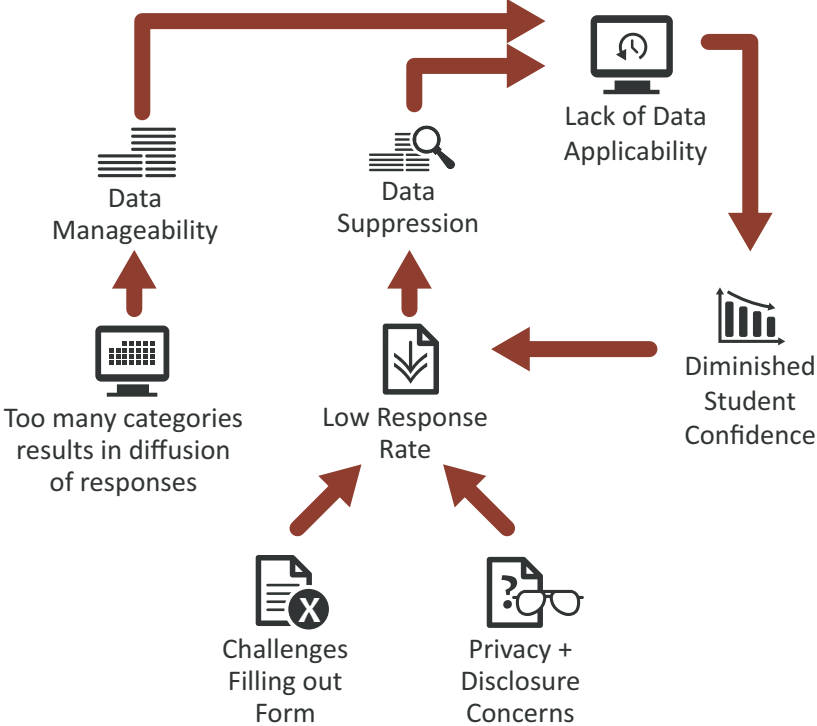 Lack of Data
Applicability
Data
Manageability
Data
Suppression
Diminished
Student
Confidence
Too many categories
results in diffusion
of responses
Low Response
Rate
X
Challenges
Filling out
Form
?
Privacy +
Disclosure
Concerns